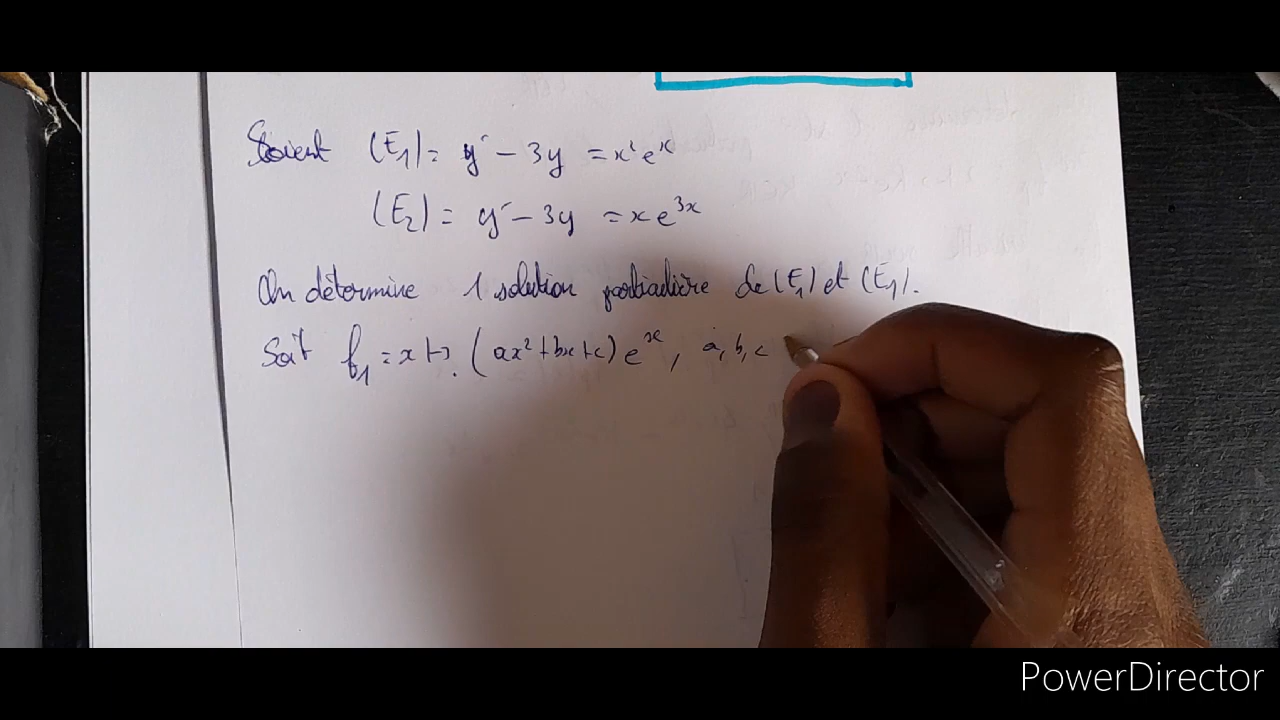 Soient (E₁) = y' - 3y = x²eˣ
(E₂) = y' - 3y = xe³ˣ
On détermine 1 solution particulière de (E₁) et (E₁).
Soit f₁ = x ↦ (ax² + bx + c) eˣ, a, b, c
PowerDirector